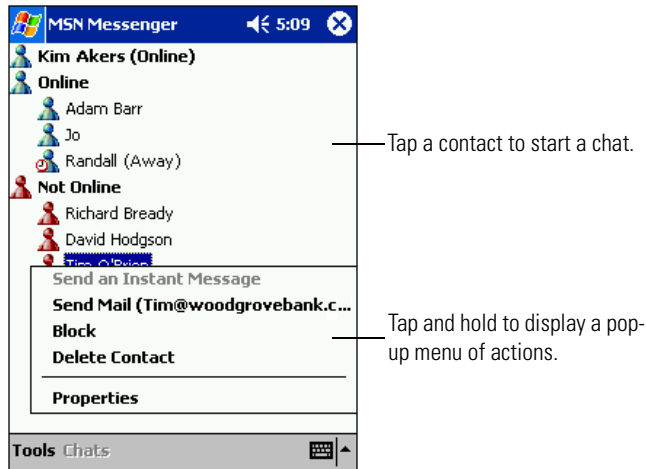 MSN Messenger 5:09
Kim Akers (Online)
Online
Adam Barr
Jo
Randall (Away)
Not Online
Richard Bready
David Hodgson
Tim O'Brien
Send an Instant Message
Send Mail (Tim@woodgrovebank.c...
Block
Delete Contact
Properties
Tools Chats
Tap a contact to start a chat.
Tap and hold to display a pop-
up menu of actions.